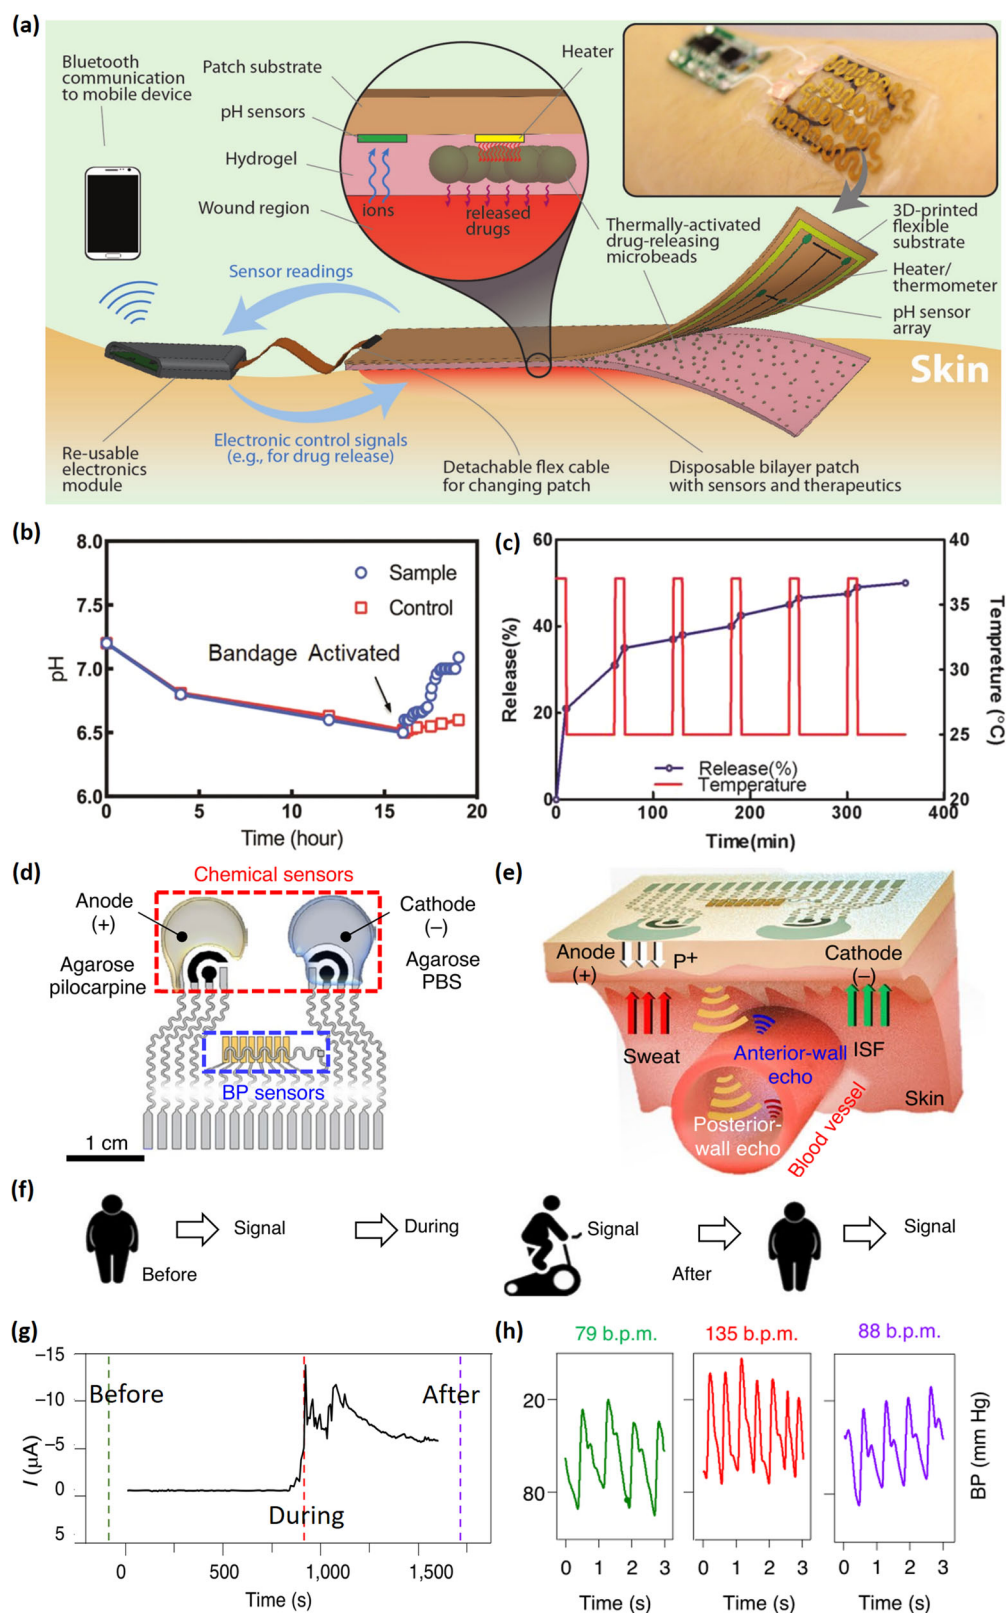 (a)
Bluetooth
communication
to mobile device
Patch substrate
pH sensors
Hydrogel
Wound region
Heater
ions
released
drugs
Thermally-activated
drug-releasing
microbeads
3D-printed
flexible
substrate
Heater/
thermometer
pH sensor
array
Sensor readings
Skin
Electronic control signals
(e.g., for drug release)
Re-usable
electronics
module
Detachable flex cable
for changing patch
Disposable bilayer patch
with sensors and therapeutics
(b)
8.0
7.5
7.0
6.5
6.0
pH
Sample
Control
Bandage Activated
0 5 10 15 20
Time (hour)
(c)
60
40
20
0
Release(%)
40
35
30
25
20
Tempreture (°C)
Release(%)
Temperature
0 100 200 300 400
Time(min)
(d)
Chemical sensors
Anode
(+)
Agarose
pilocarpine
Cathode
(–)
Agarose
PBS
BP sensors
1 cm
(e)
Anode
(+)
P+
Cathode
(–)
Sweat
Anterior-wall
echo
ISF
Skin
Posterior-
wall echo
Blood vessel
(f)
Before
Signal
During
Signal
After
Signal
(g)
–15
–10
–5
0
5
I (µA)
Before
During
After
0 500 1,000 1,500
Time (s)
(h)
79 b.p.m.
135 b.p.m.
88 b.p.m.
20
80
BP (mm Hg)
0 1 2 3
0 1 2 3
0 1 2 3
Time (s)
Time (s)
Time (s)